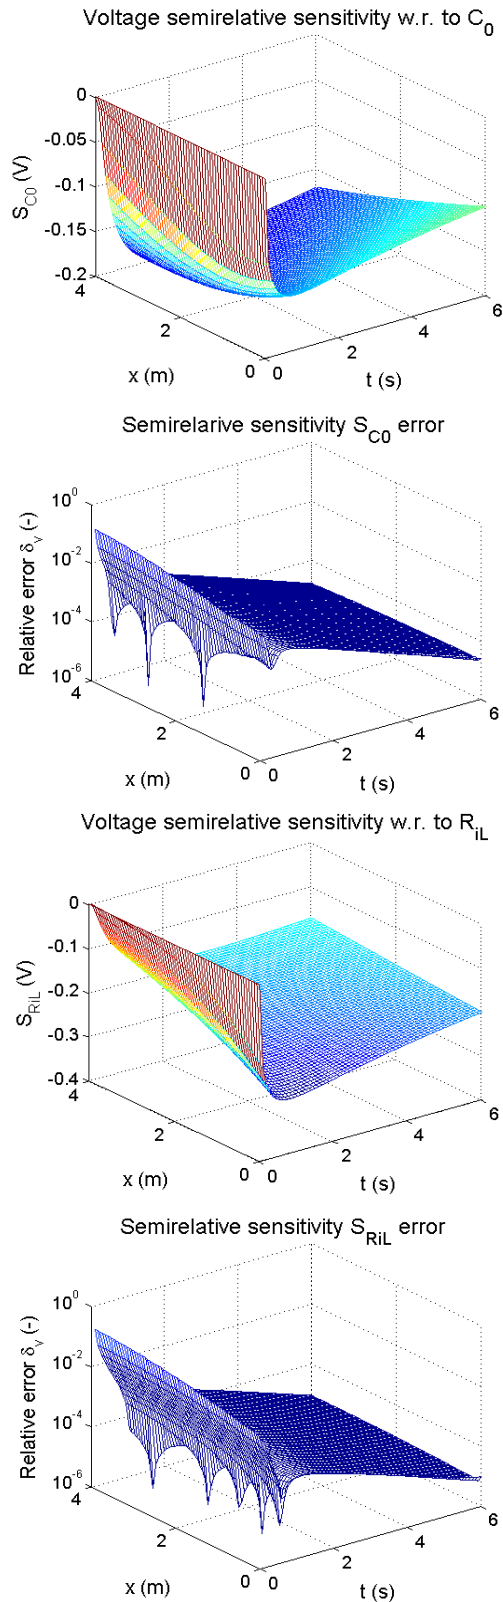 Voltage semirelative sensitivity w.r. to C0
0
-0.05
-0.1
-0.15
-0.2
SC0 (V)
4
2
0
x (m)
0
2
4
6
t (s)
Semirelarive sensitivity SC0 error
10^0
10^-2
10^-4
10^-6
Relative error δv (-)
4
2
0
x (m)
0
2
4
6
t (s)
Voltage semirelative sensitivity w.r. to RiL
0
-0.1
-0.2
-0.3
-0.4
SRiL (V)
4
2
0
x (m)
0
2
4
6
t (s)
Semirelative sensitivity SRiL error
10^0
10^-2
10^-4
10^-6
Relative error δv (-)
4
2
0
x (m)
0
2
4
6
t (s)